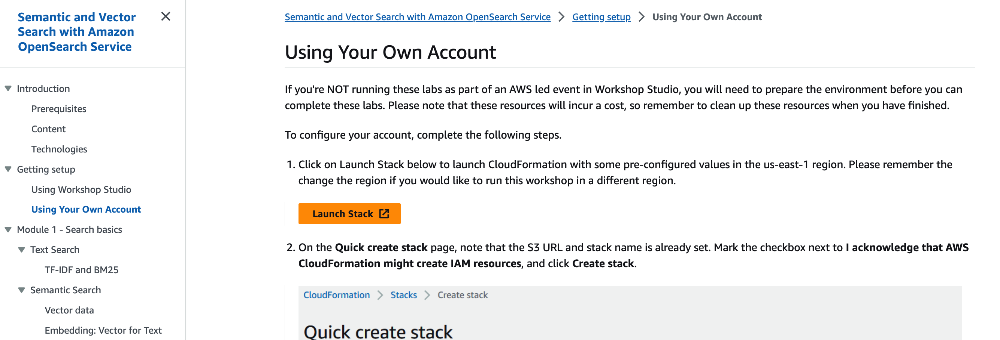 Semantic and Vector
Search with Amazon
OpenSearch Service
Introduction
Prerequisites
Content
Technologies
Getting setup
Using Workshop Studio
Using Your Own Account
Module 1 - Search basics
Text Search
TF-IDF and BM25
Semantic Search
Vector data
Embedding: Vector for Text
Semantic and Vector Search with Amazon OpenSearch Service > Getting setup > Using Your Own Account
Using Your Own Account
If you're NOT running these labs as part of an AWS led event in Workshop Studio, you will need to prepare the environment before you can
complete these labs. Please note that these resources will incur a cost, so remember to clean up these resources when you have finished.
To configure your account, complete the following steps.
1. Click on Launch Stack below to launch CloudFormation with some pre-configured values in the us-east-1 region. Please remember the
change the region if you would like to run this workshop in a different region.
Launch Stack
2. On the Quick create stack page, note that the S3 URL and stack name is already set. Mark the checkbox next to I acknowledge that AWS
CloudFormation might create IAM resources, and click Create stack.
CloudFormation > Stacks > Create stack
Quick create stack